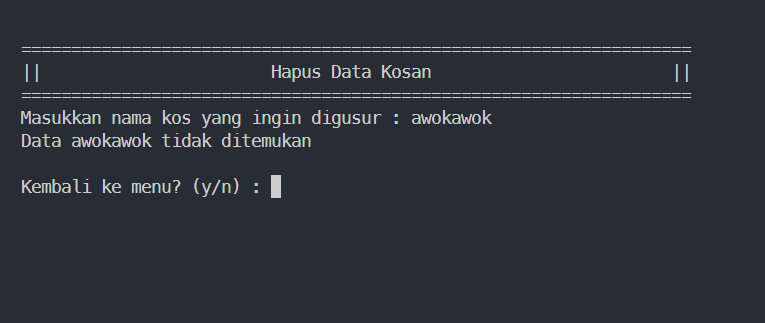 ===================================================================
||                       Hapus Data Kosan                        ||
===================================================================
Masukkan nama kos yang ingin digusur : awokawok
Data awokawok tidak ditemukan
Kembali ke menu? (y/n) :